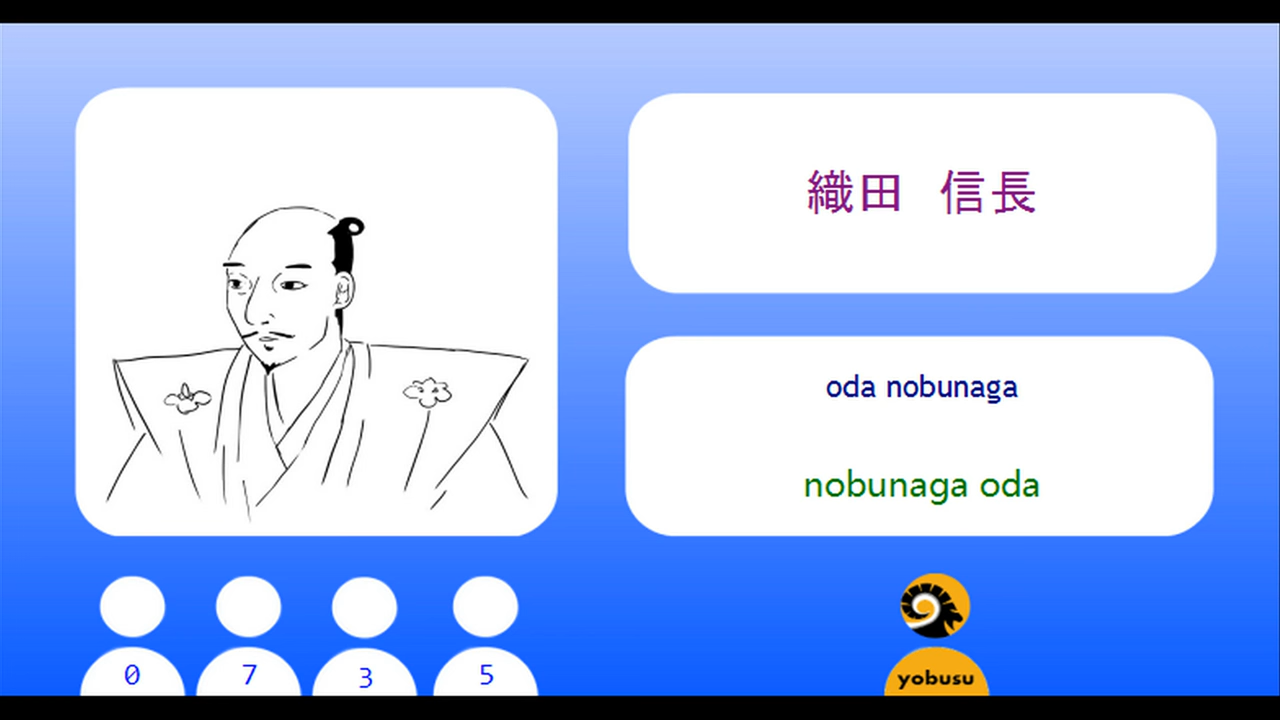 織田　信長
oda nobunaga
nobunaga oda
0 7 3 5
yobusu